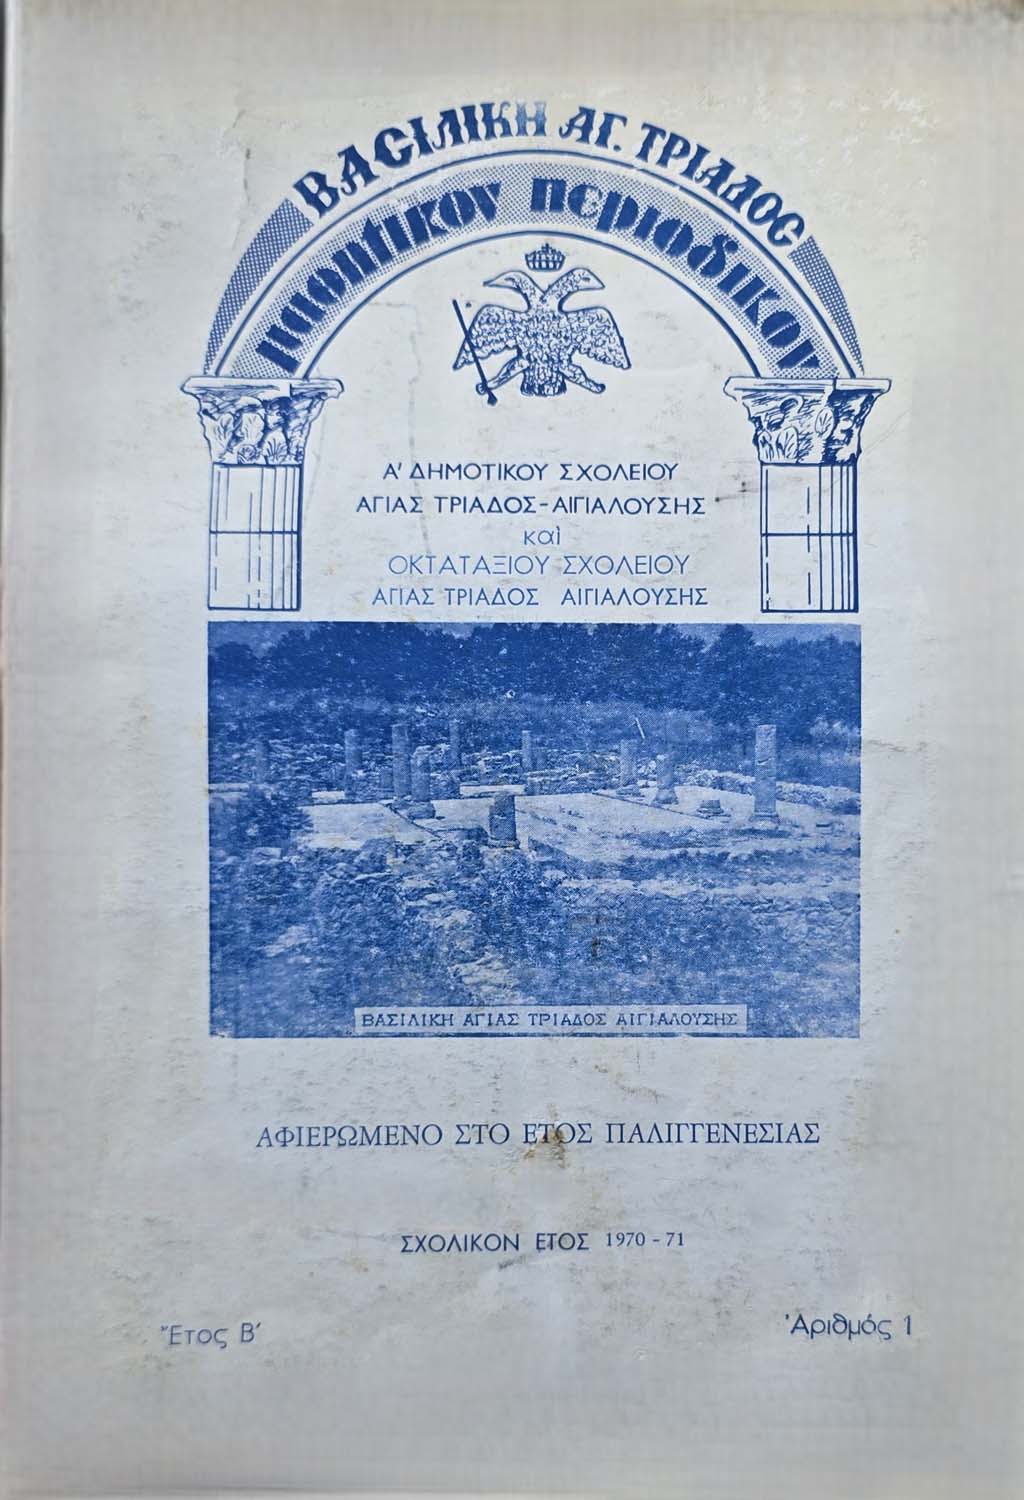 ΒΑΣΙΛΙΚΗ ΑΓ. ΤΡΙΑΔΟΣ
ΜΑΘΗΤΙΚΟΝ ΠΕΡΙΟΔΙΚΟΝ
Α' ΔΗΜΟΤΙΚΟΥ ΣΧΟΛΕΙΟΥ
ΑΓΙΑΣ ΤΡΙΑΔΟΣ-ΑΙΓΙΑΛΟΥΣΗΣ
καὶ
ΟΚΤΑΤΑΞΙΟΥ ΣΧΟΛΕΙΟΥ
ΑΓΙΑΣ ΤΡΙΑΔΟΣ ΑΙΓΙΑΛΟΥΣΗΣ
ΒΑΣΙΛΙΚΗ ΑΓΙΑΣ ΤΡΙΑΔΟΣ ΑΙΓΙΑΛΟΥΣΗΣ
ΑΦΙΕΡΩΜΕΝΟ ΣΤΟ ΕΤΟΣ ΠΑΛΙΓΓΕΝΕΣΙΑΣ
ΣΧΟΛΙΚΟΝ ΕΤΟΣ 1970-71
Ἔτος Β'
Ἀριθμός 1